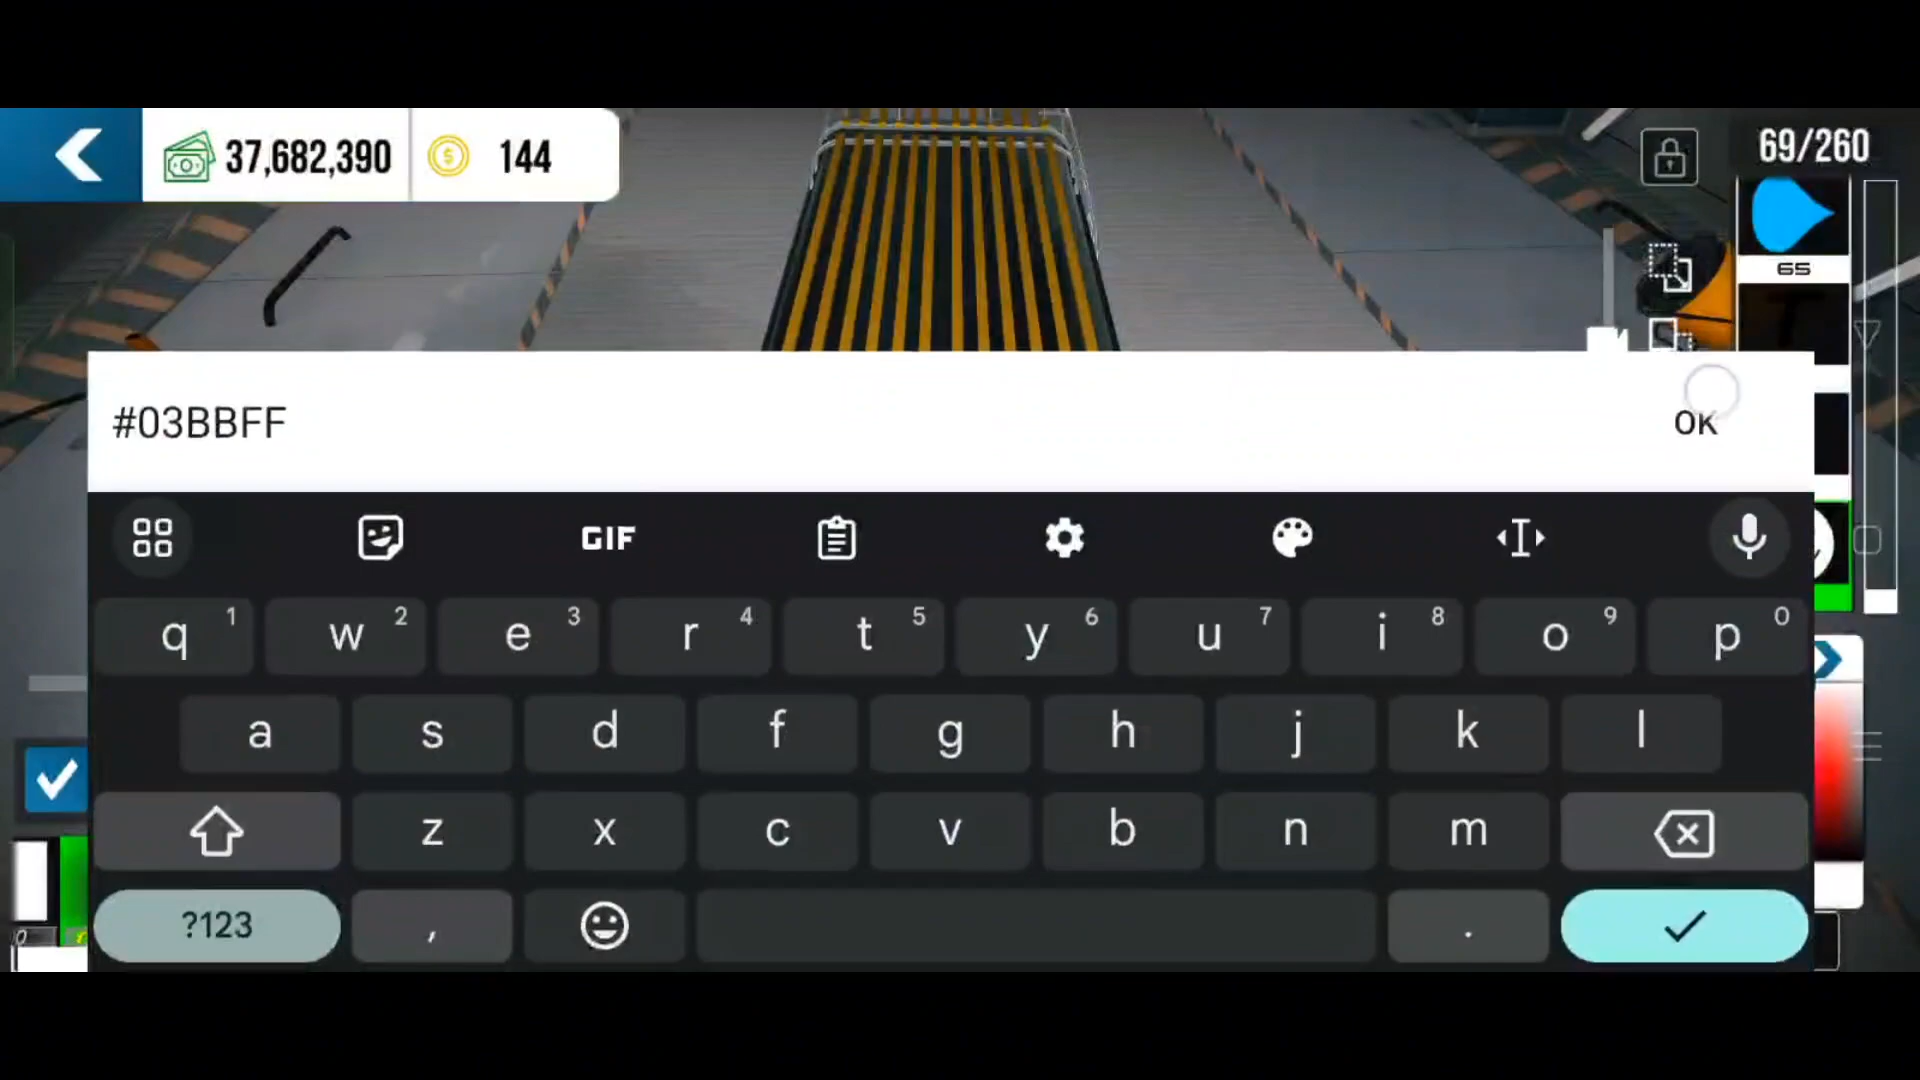 37,682,390
144
69/260
65
#03BBFF
OK
GIF
q 1 w 2 e 3 r 4 t 5 y 6 u 7 i 8 o 9 p 0
a s d f g h j k l
z x c v b n m
?123 , .
0